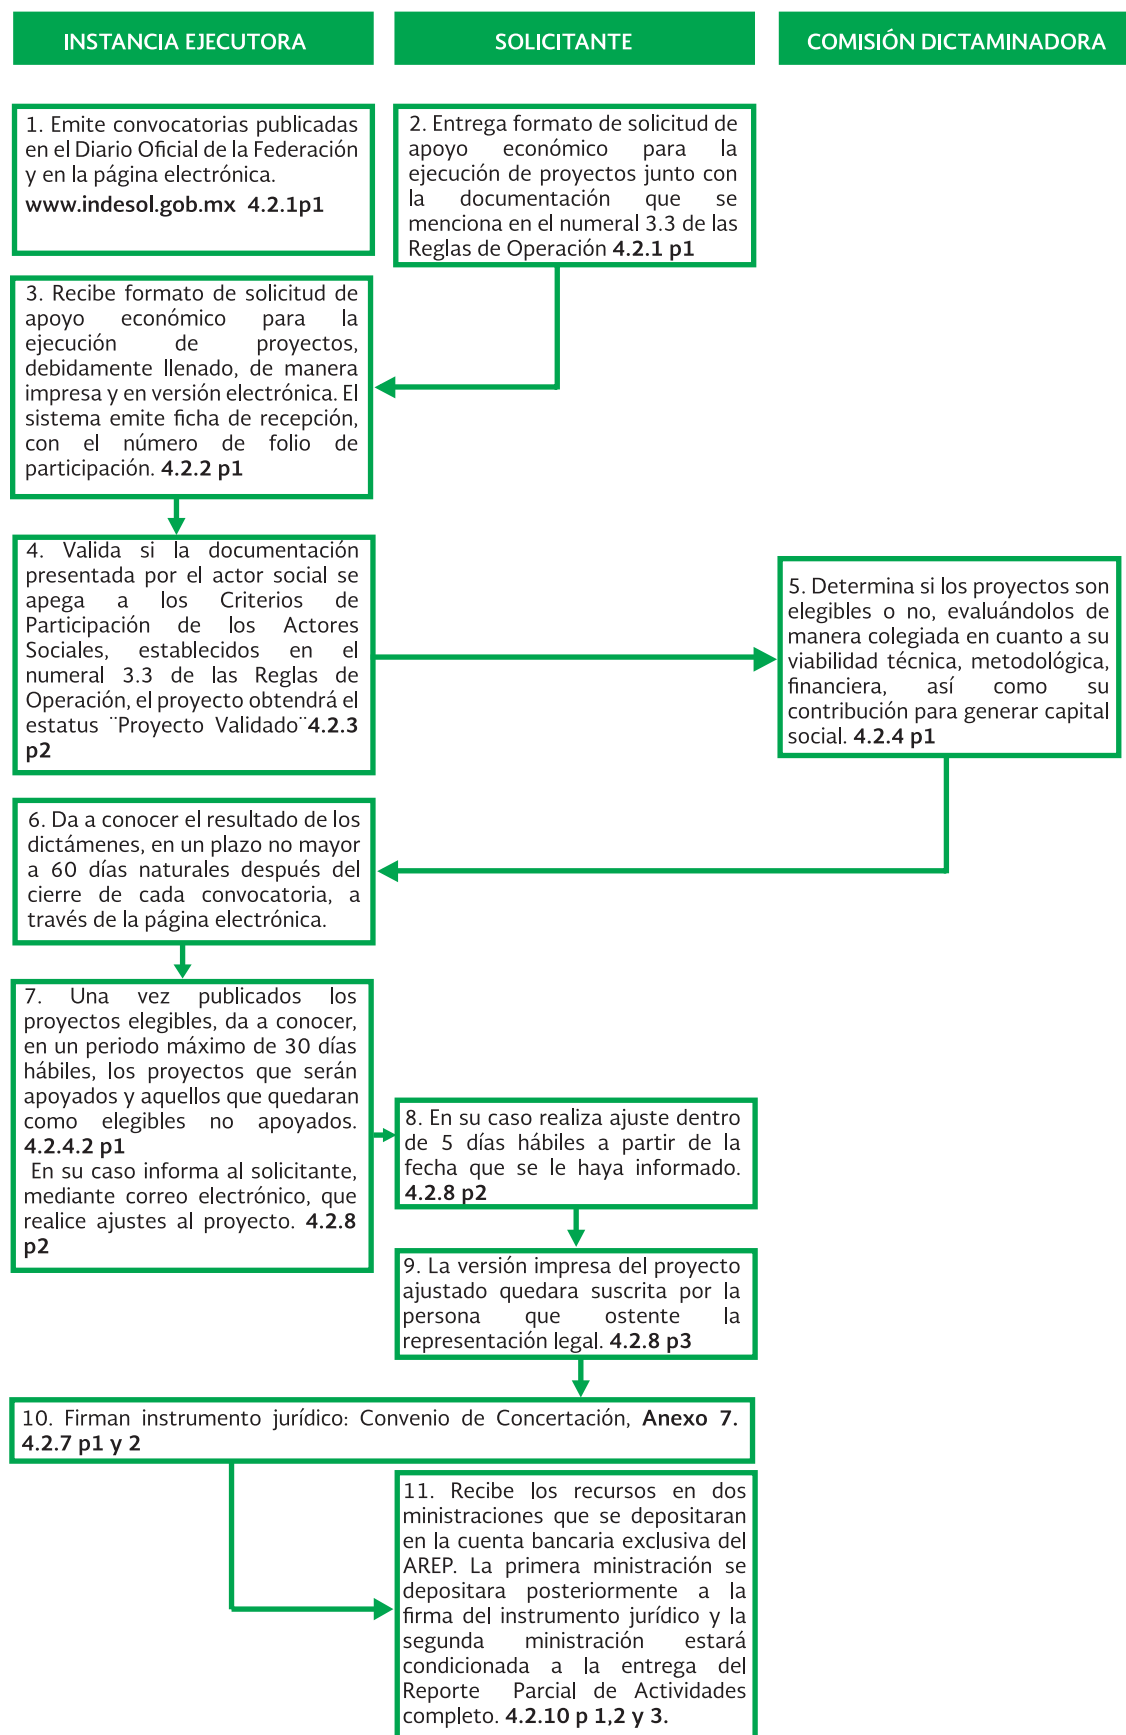 INSTANCIA EJECUTORA
SOLICITANTE
COMISIÓN DICTAMINADORA
1. Emite convocatorias publicadas
en el Diario Oficial de la Federación
y en la página electrónica.
www.indesol.gob.mx 4.2.1p1
2. Entrega formato de solicitud de
apoyo económico para la
ejecución de proyectos junto con
la documentación que se
menciona en el numeral 3.3 de las
Reglas de Operación 4.2.1 p1
3. Recibe formato de solicitud de
apoyo económico para la
ejecución de proyectos,
debidamente llenado, de manera
impresa y en versión electrónica. El
sistema emite ficha de recepción,
con el número de folio de
participación. 4.2.2 p1
4. Valida si la documentación
presentada por el actor social se
apega a los Criterios de
Participación de los Actores
Sociales, establecidos en el
numeral 3.3 de las Reglas de
Operación, el proyecto obtendrá el
estatus ¨Proyecto Validado¨4.2.3
p2
5. Determina si los proyectos son
elegibles o no, evaluándolos de
manera colegiada en cuanto a su
viabilidad técnica, metodológica,
financiera, así como su
contribución para generar capital
social. 4.2.4 p1
6. Da a conocer el resultado de los
dictámenes, en un plazo no mayor
a 60 días naturales después del
cierre de cada convocatoria, a
través de la página electrónica.
7. Una vez publicados los
proyectos elegibles, da a conocer,
en un periodo máximo de 30 días
hábiles, los proyectos que serán
apoyados y aquellos que quedaran
como elegibles no apoyados.
4.2.4.2 p1
En su caso informa al solicitante,
mediante correo electrónico, que
realice ajustes al proyecto. 4.2.8
p2
8. En su caso realiza ajuste dentro
de 5 días hábiles a partir de la
fecha que se le haya informado.
4.2.8 p2
9. La versión impresa del proyecto
ajustado quedara suscrita por la
persona que ostente la
representación legal. 4.2.8 p3
10. Firman instrumento jurídico: Convenio de Concertación, Anexo 7.
4.2.7 p1 y 2
11. Recibe los recursos en dos
ministraciones que se depositaran
en la cuenta bancaria exclusiva del
AREP. La primera ministración se
depositara posteriormente a la
firma del instrumento jurídico y la
segunda ministración estará
condicionada a la entrega del
Reporte Parcial de Actividades
completo. 4.2.10 p 1,2 y 3.